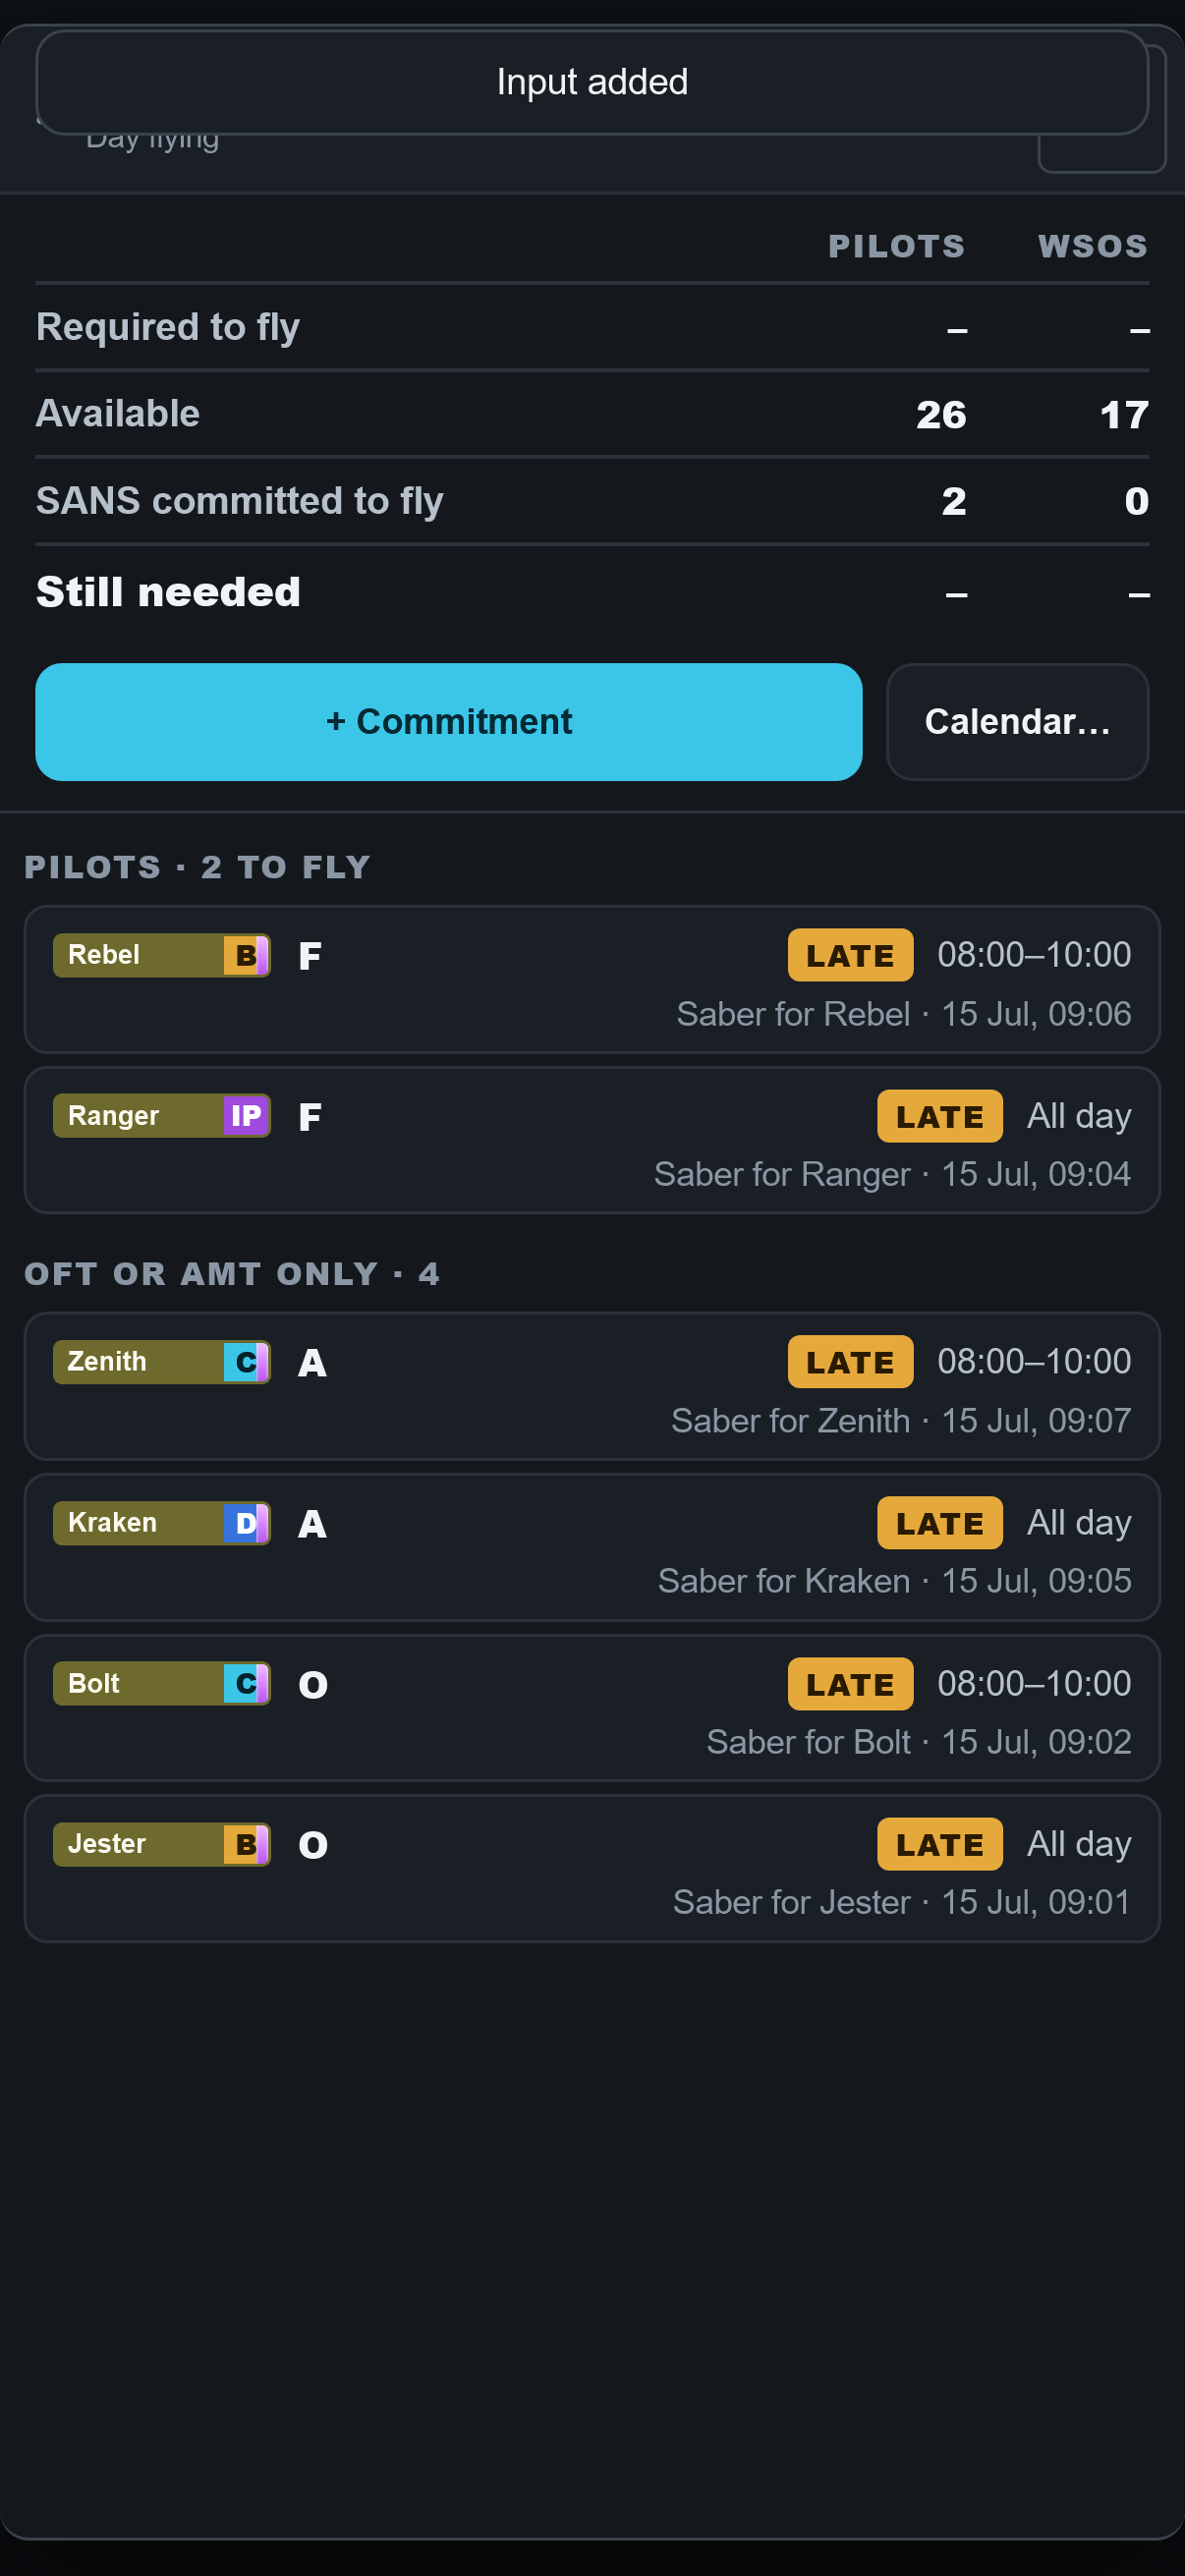 Input added
Day flying
PILOTS WSOS
Required to fly – –
Available 26 17
SANS committed to fly 2 0
Still needed – –
+ Commitment Calendar...
PILOTS · 2 TO FLY
Rebel B F LATE 08:00–10:00
Saber for Rebel · 15 Jul, 09:06
Ranger IP F LATE All day
Saber for Ranger · 15 Jul, 09:04
OFT OR AMT ONLY · 4
Zenith C A LATE 08:00–10:00
Saber for Zenith · 15 Jul, 09:07
Kraken D A LATE All day
Saber for Kraken · 15 Jul, 09:05
Bolt C O LATE 08:00–10:00
Saber for Bolt · 15 Jul, 09:02
Jester B O LATE All day
Saber for Jester · 15 Jul, 09:01